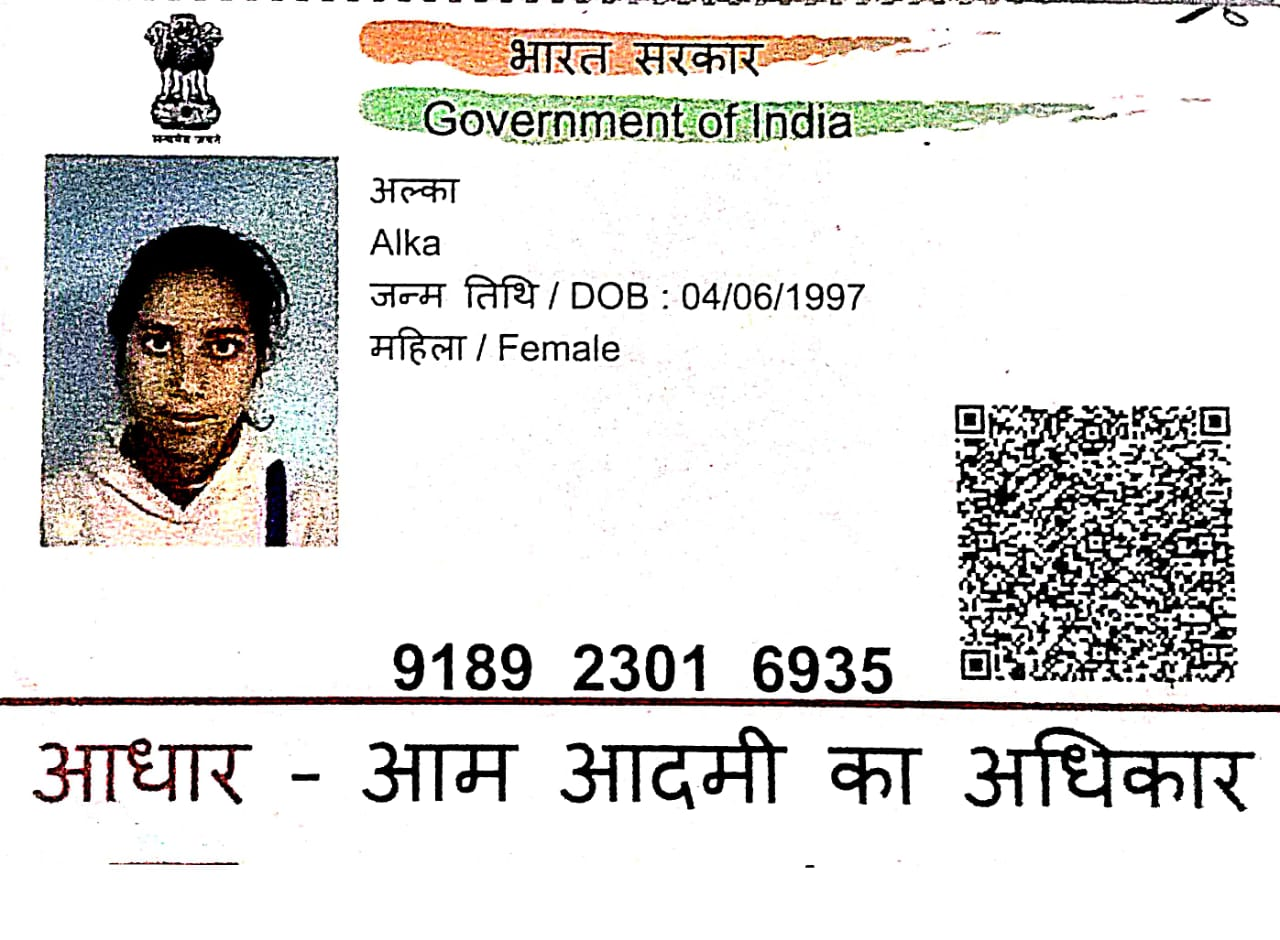 भारत सरकार
Government of India
अल्का
Alka
जन्म तिथि / DOB : 04/06/1997
महिला / Female
9189 2301 6935
आधार - आम आदमी का अधिकार